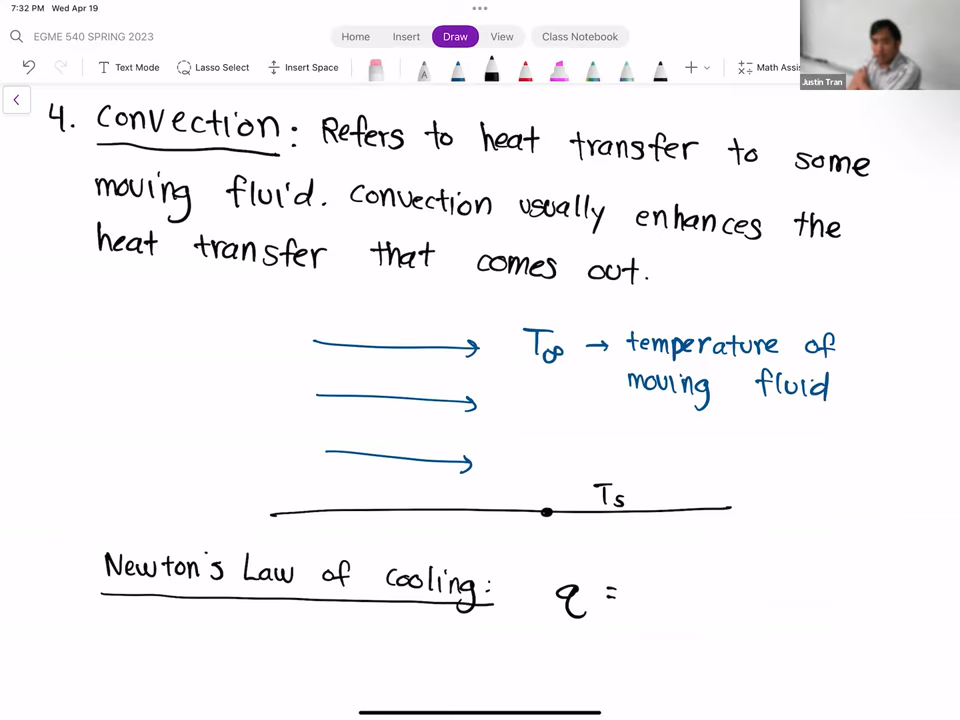 7:32 PM Wed Apr 19
EGME 540 SPRING 2023
Home Insert Draw View Class Notebook
Text Mode Lasso Select Insert Space Math Assis
Justin Tran
4. Convection: Refers to heat transfer to some
moving fluid. Convection usually enhances the
heat transfer that comes out.
T∞ → temperature of
moving fluid
Ts
Newton's Law of cooling: q =